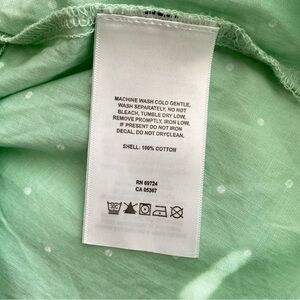 MACHINE WASH COLD GENTLE,
WASH SEPARATELY, NO NOT
BLEACH, TUMBLE DRY LOW,
REMOVE PROMPTLY, IRON LOW,
IF PRESENT DO NOT IRON
DECAL, DO NOT DRYCLEAN.
SHELL: 100% COTTON
RN 69724
CA 05367